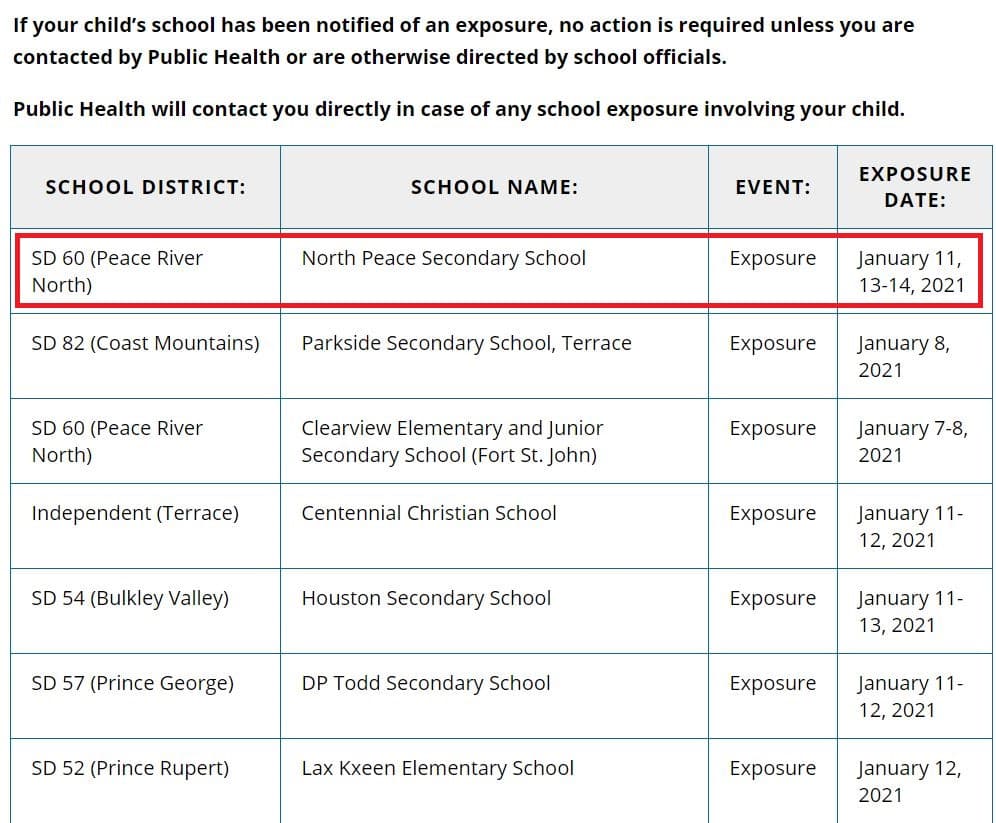 If your child’s school has been notified of an exposure, no action is required unless you are
contacted by Public Health or are otherwise directed by school officials.
Public Health will contact you directly in case of any school exposure involving your child.
SCHOOL DISTRICT: SCHOOL NAME: EVENT: EXPOSURE
DATE:
SD 60 (Peace River North Peace Secondary School Exposure January 11,
North) 13-14, 2021
SD 82 (Coast Mountains) Parkside Secondary School, Terrace Exposure January 8,
2021
SD 60 (Peace River Clearview Elementary and Junior Exposure January 7-8,
North) Secondary School (Fort St. John) 2021
Independent (Terrace) Centennial Christian School Exposure January 11-
12, 2021
SD 54 (Bulkley Valley) Houston Secondary School Exposure January 11-
13, 2021
SD 57 (Prince George) DP Todd Secondary School Exposure January 11-
12, 2021
SD 52 (Prince Rupert) Lax Kxeen Elementary School Exposure January 12,
2021